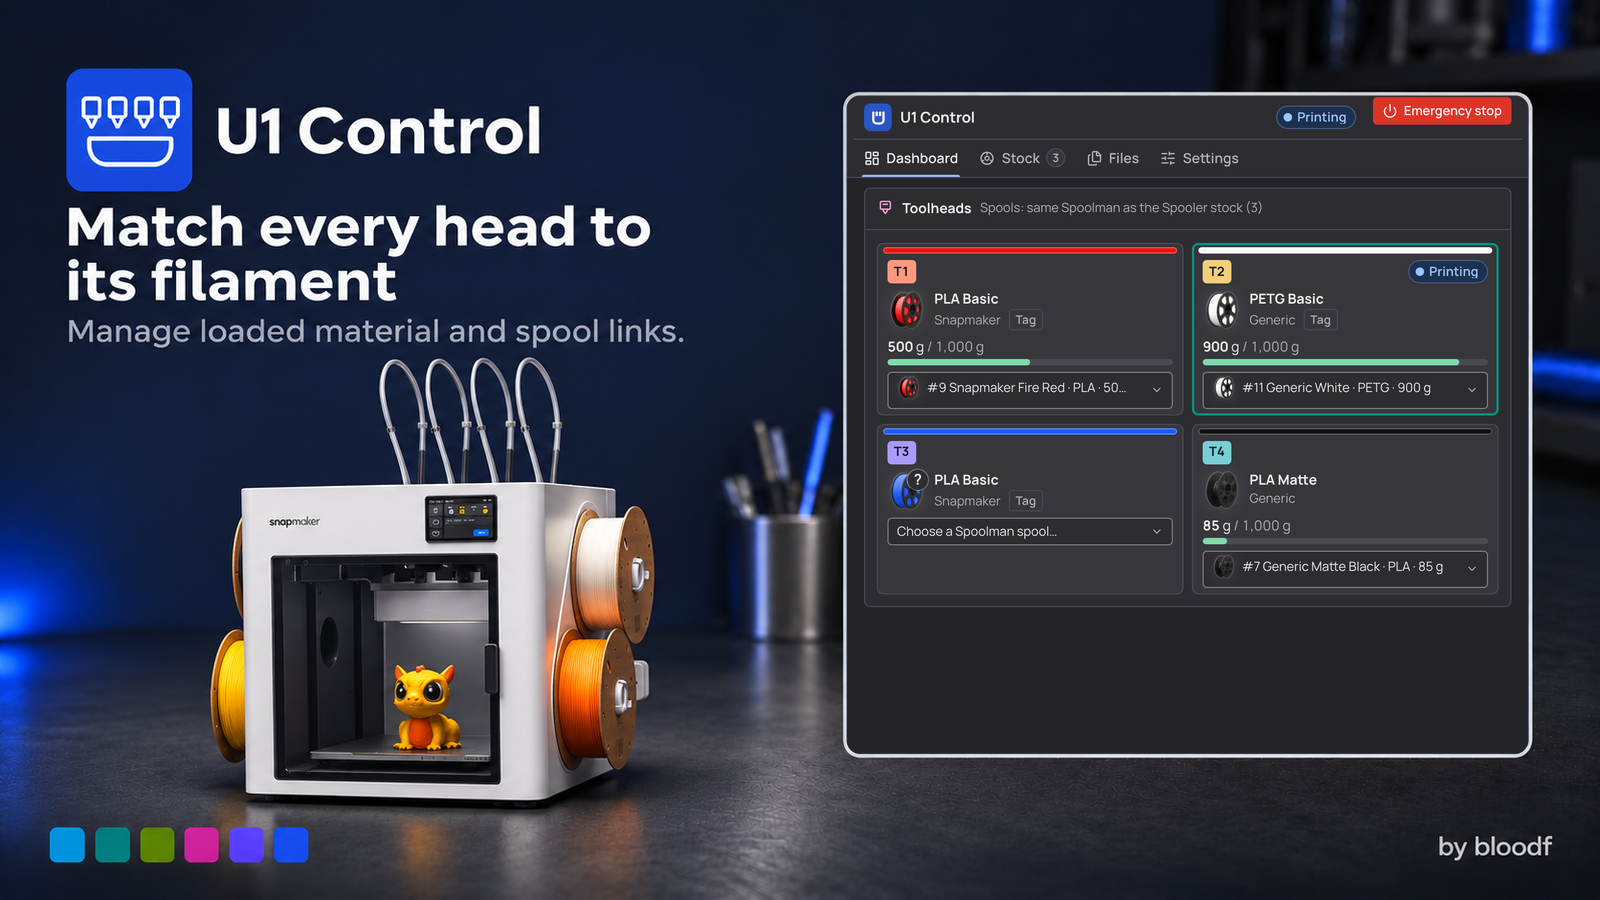 U1 Control
Match every head to
its filament
Manage loaded material and spool links.
snapmaker
U1 Control
Printing
Emergency stop
Dashboard
Stock 3
Files
Settings
Toolheads Spools: same Spoolman as the Spooler stock (3)
T1
PLA Basic
Snapmaker Tag
500 g / 1,000 g
#9 Snapmaker Fire Red · PLA · 50...
T2
Printing
PETG Basic
Generic Tag
900 g / 1,000 g
#11 Generic White · PETG · 900 g
T3
?
PLA Basic
Snapmaker Tag
Choose a Spoolman spool...
T4
PLA Matte
Generic
85 g / 1,000 g
#7 Generic Matte Black · PLA · 85 g
by bloodf